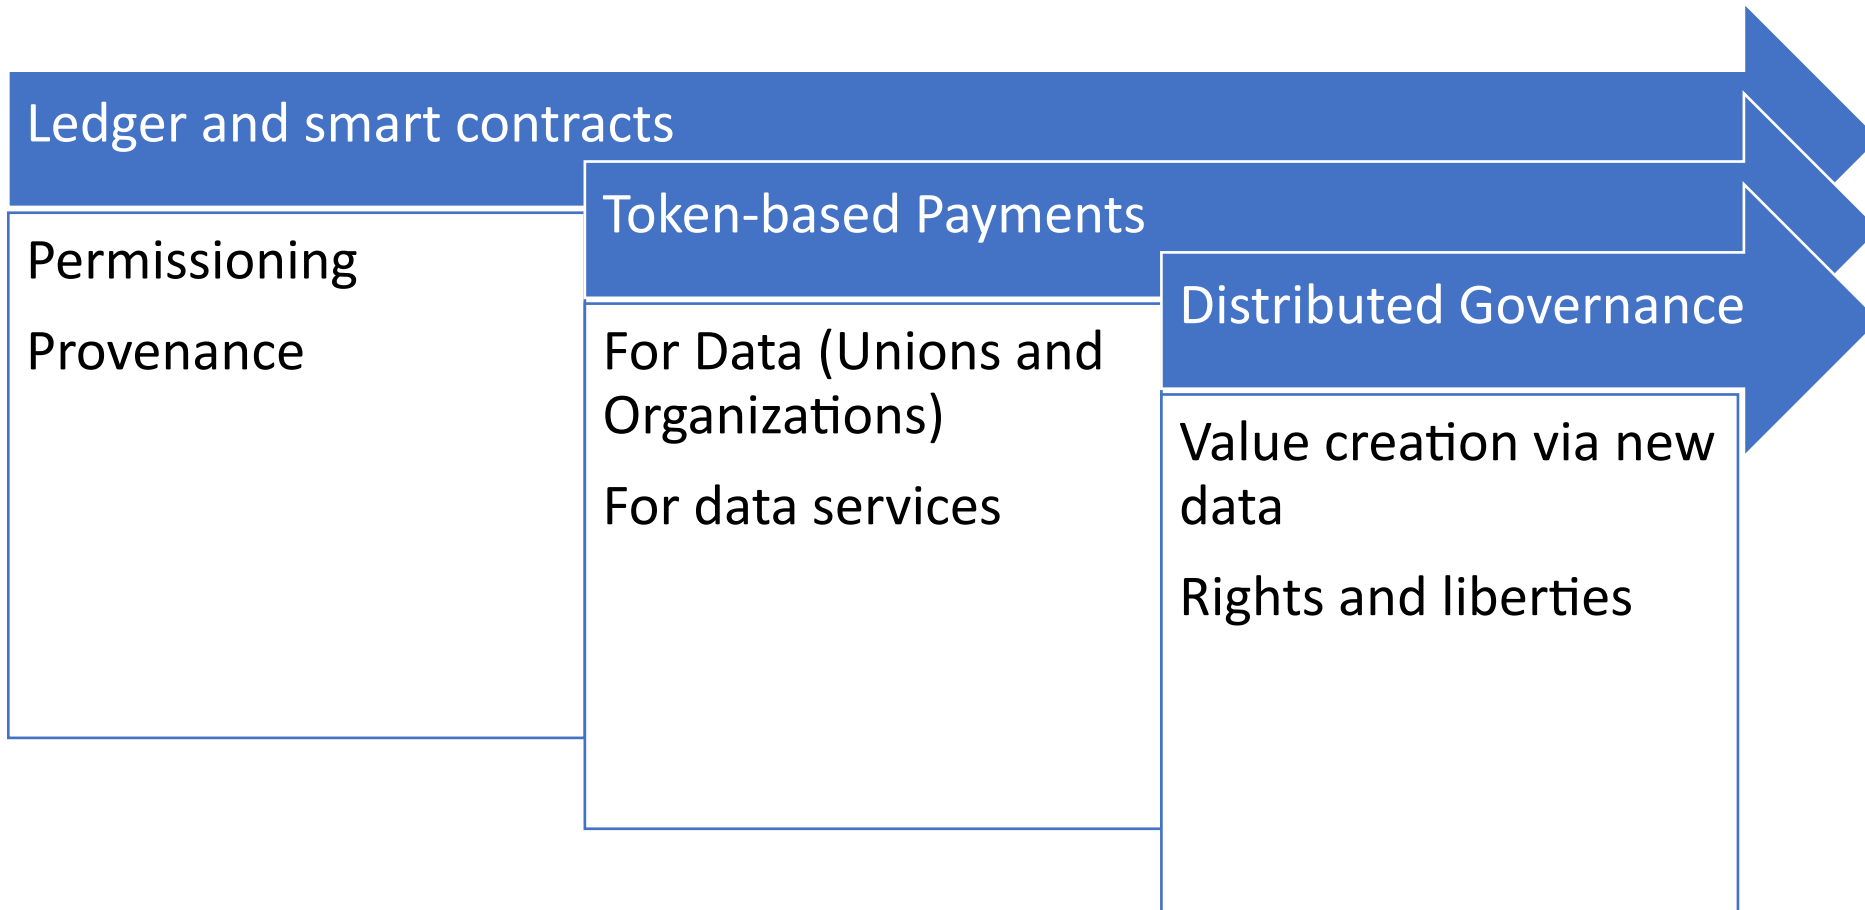 Ledger and smart contracts
Permissioning
Provenance
Token-based Payments
For Data (Unions and
Organizations)
For data services
Distributed Governance
Value creation via new
data
Rights and liberties